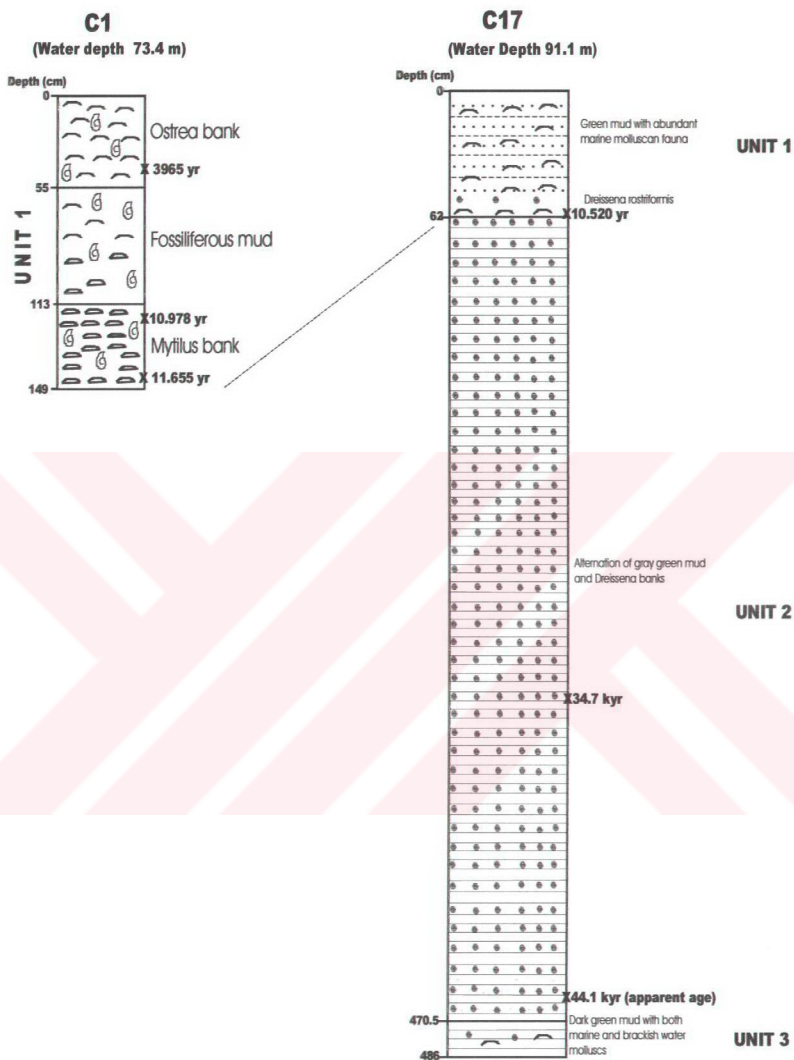 C1
(Water depth 73.4 m)
Depth (cm)
0
Ostrea bank
X 3965 yr
55
UNIT 1
Fossiliferous mud
113
X10.978 yr
Mytilus bank
X 11.655 yr
149
C17
(Water Depth 91.1 m)
Depth (cm)
0
Green mud with abundant
marine molluscan fauna
UNIT 1
Dreissena rostriformis
62
X10.520 yr
Alternation of gray green mud
and Dreissena banks
UNIT 2
X34.7 kyr
X44.1 kyr (apparent age)
470.5
Dark green mud with both
marine and brackish water
molluscs
UNIT 3
486